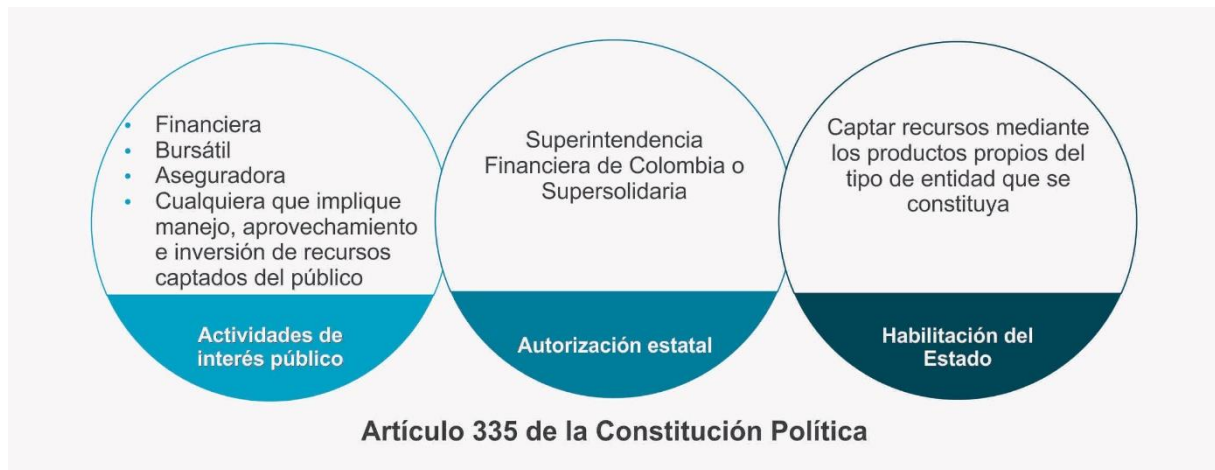 • Financiera
• Bursátil
• Aseguradora
• Cualquiera que implique
manejo, aprovechamiento
e inversión de recursos
captados del público
Actividades de
interés público
Superintendencia
Financiera de Colombia o
Supersolidaria
Autorización estatal
Captar recursos mediante
los productos propios del
tipo de entidad que se
constituya
Habilitación del
Estado
Artículo 335 de la Constitución Política